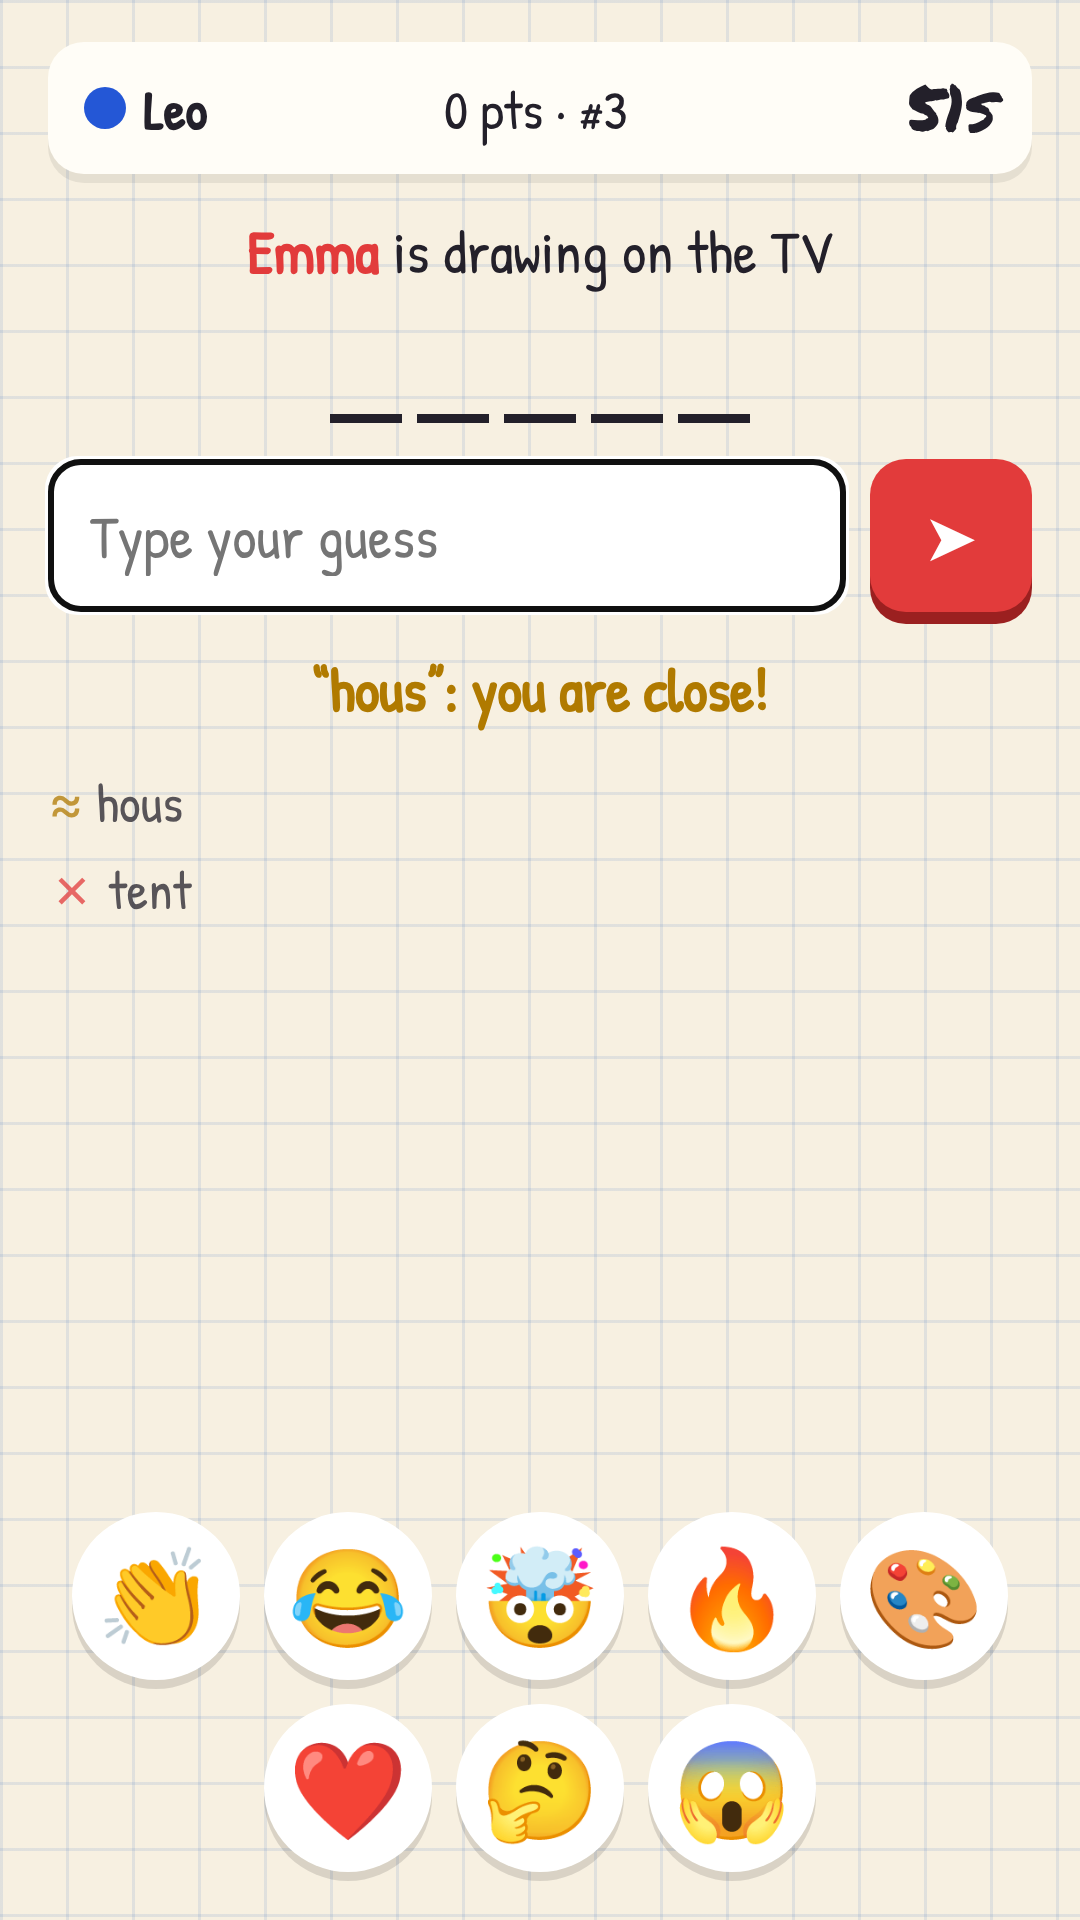 Leo 0 pts · #3 515
Emma is drawing on the TV
Type your guess
"hous": you are close!
≈ hous
✕ tent